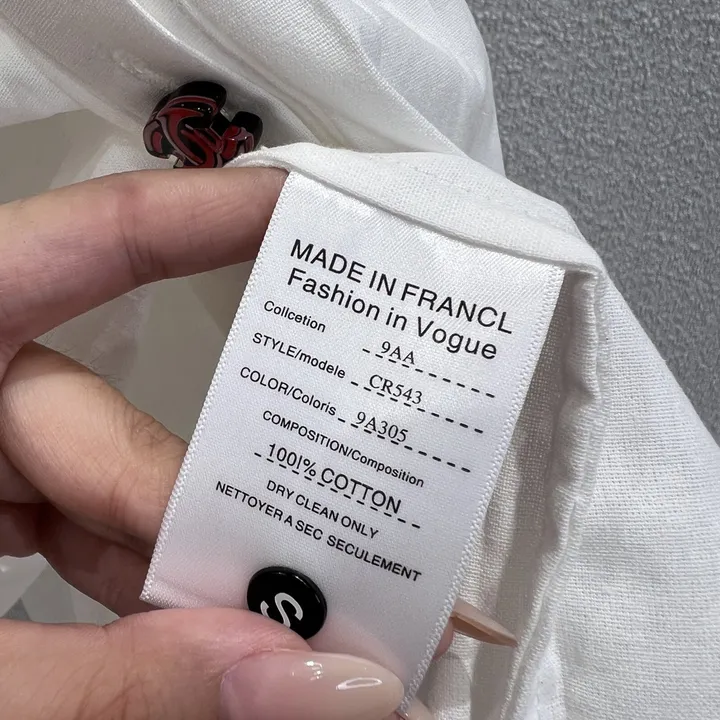 MADE IN FRANCL
Fashion in Vogue
Collcetion 9AA
STYLE/modele CR543
COLOR/Coloris 9A305
COMPOSITION/Composition
100|% COTTON
DRY CLEAN ONLY
NETTOYER A SEC SECULEMENT
S